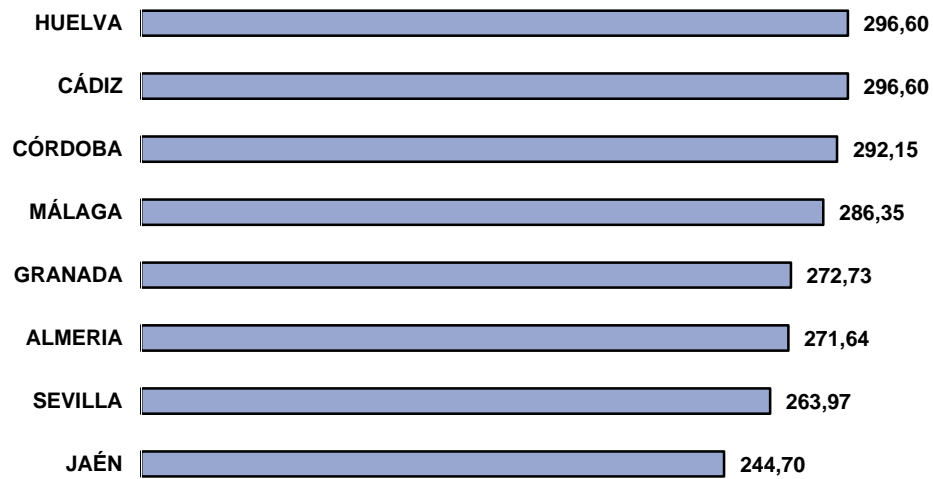 HUELVA 296,60
CÁDIZ 296,60
CÓRDOBA 292,15
MÁLAGA 286,35
GRANADA 272,73
ALMERIA 271,64
SEVILLA 263,97
JAÉN 244,70